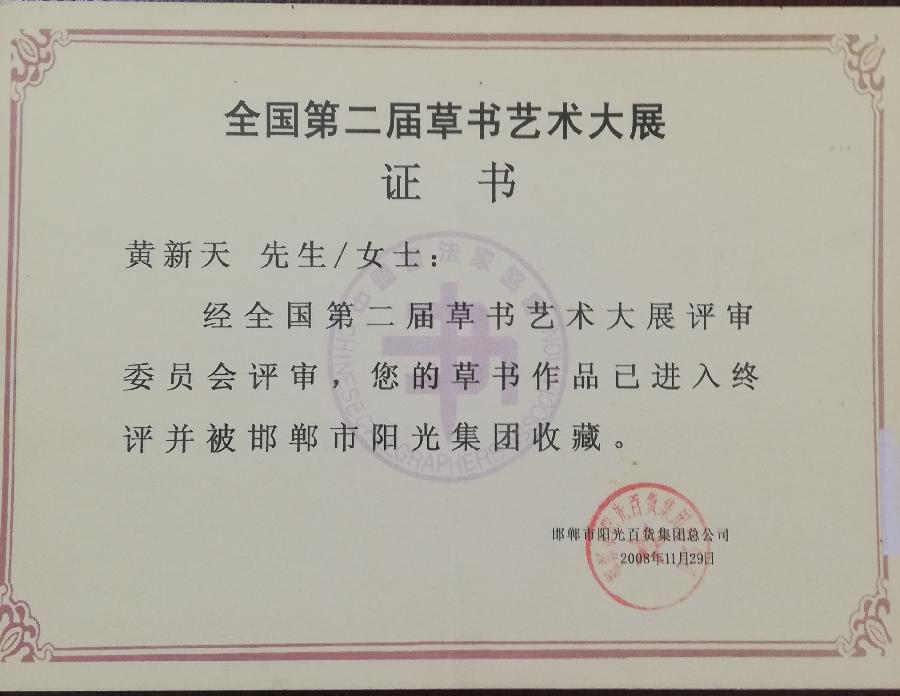 全国第二届草书艺术大展
证 书
黄新天 先生/女士：
经全国第二届草书艺术大展评审
委员会评审，您的草书作品已进入终
评并被邯郸市阳光集团收藏。
邯郸市阳光百货集团总公司
2008年11月29日